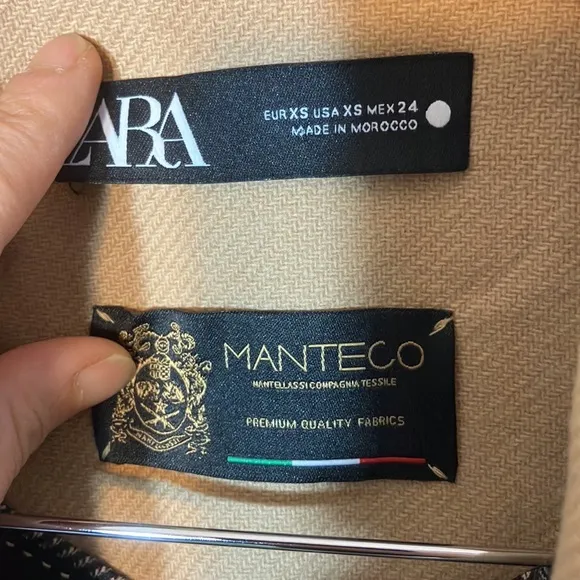 ZARA
EUR XS USA XS MEX 24
MADE IN MOROCCO
MANTECO
MANTELLASSI COMPAGNIA TESSILE
PREMIUM QUALITY FABRICS